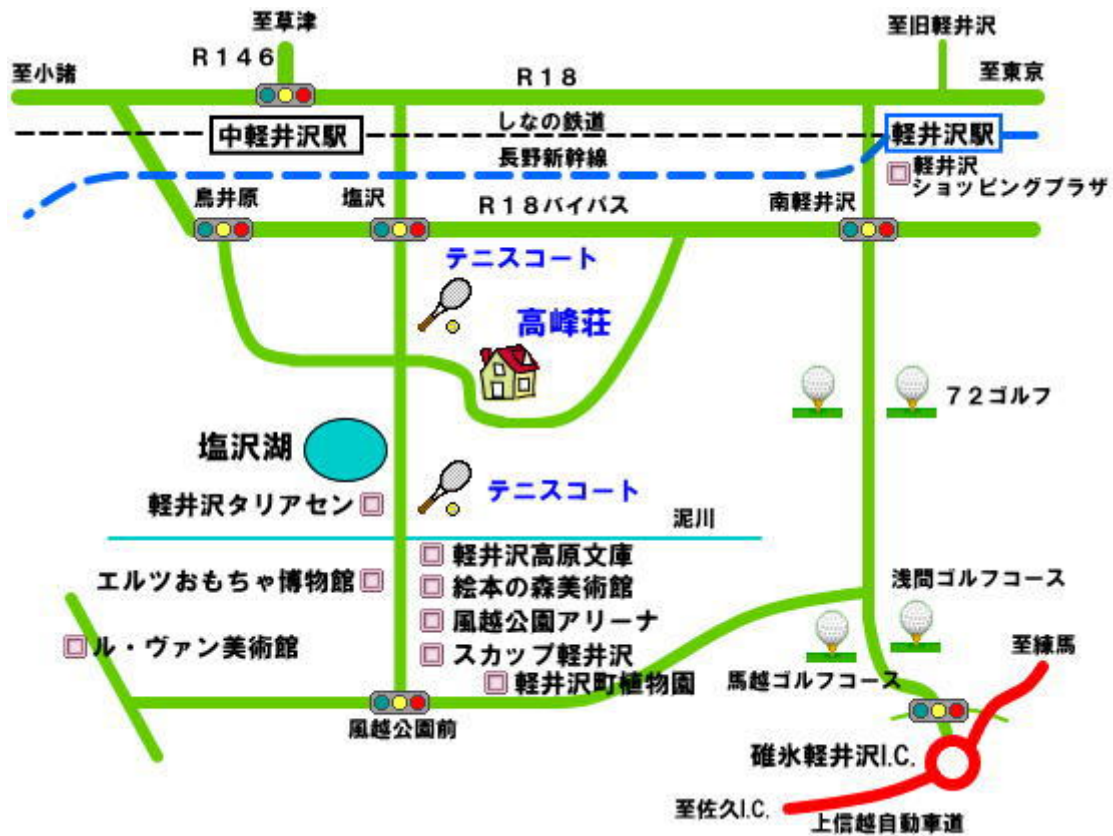 至草津
至旧軽井沢
R146
至小諸
R18
至東京
しなの鉄道
中軽井沢駅
軽井沢駅
長野新幹線
軽井沢
ショッピングプラザ
鳥井原
塩沢
R18バイパス
南軽井沢
テニスコート
高峰荘
72ゴルフ
塩沢湖
テニスコート
軽井沢タリアセン
泥川
軽井沢高原文庫
エルツおもちゃ博物館
絵本の森美術館
浅間ゴルフコース
風越公園アリーナ
ル・ヴァン美術館
スカップ軽井沢
至練馬
軽井沢町植物園
馬越ゴルフコース
風越公園前
碓氷軽井沢I.C.
至佐久I.C.
上信越自動車道